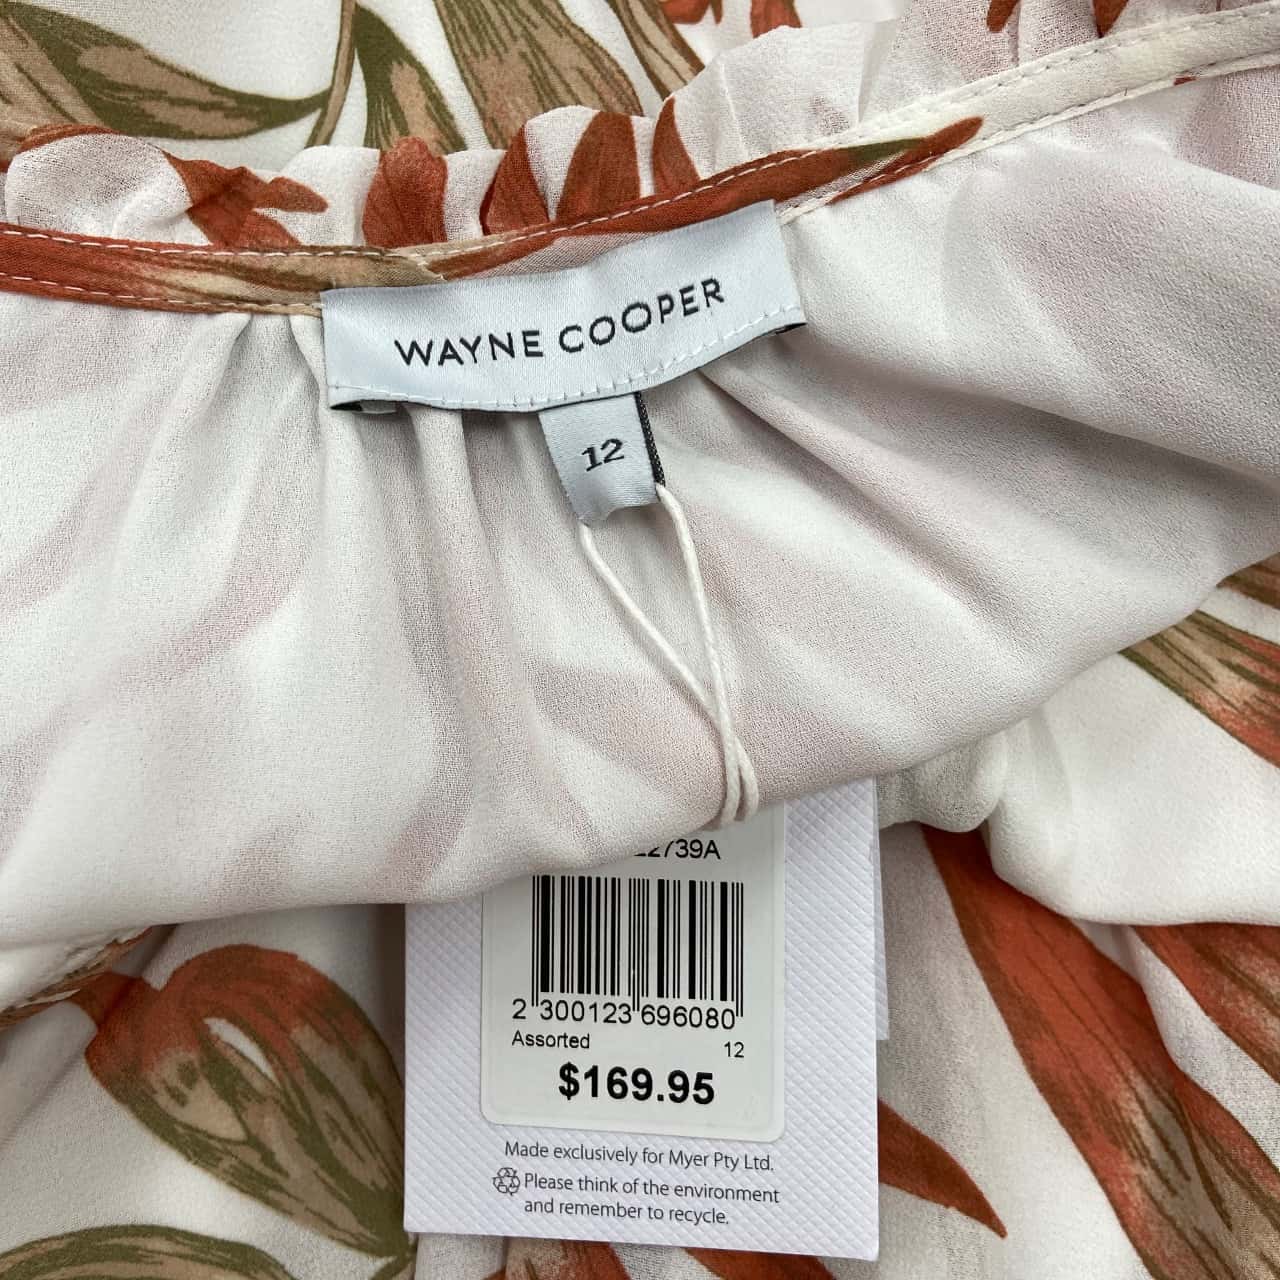 WAYNE COOPER
12
2 300123 696080
Assorted 12
$169.95
Made exclusively for Myer Pty Ltd.
Please think of the environment
and remember to recycle.